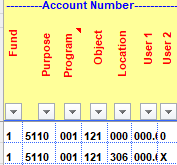 ----------Account Number----------
Fund Purpose Program Object Location User 1 User 2
1 5110 001 121 000 000. 0
1 5110 001 121 306 000. X